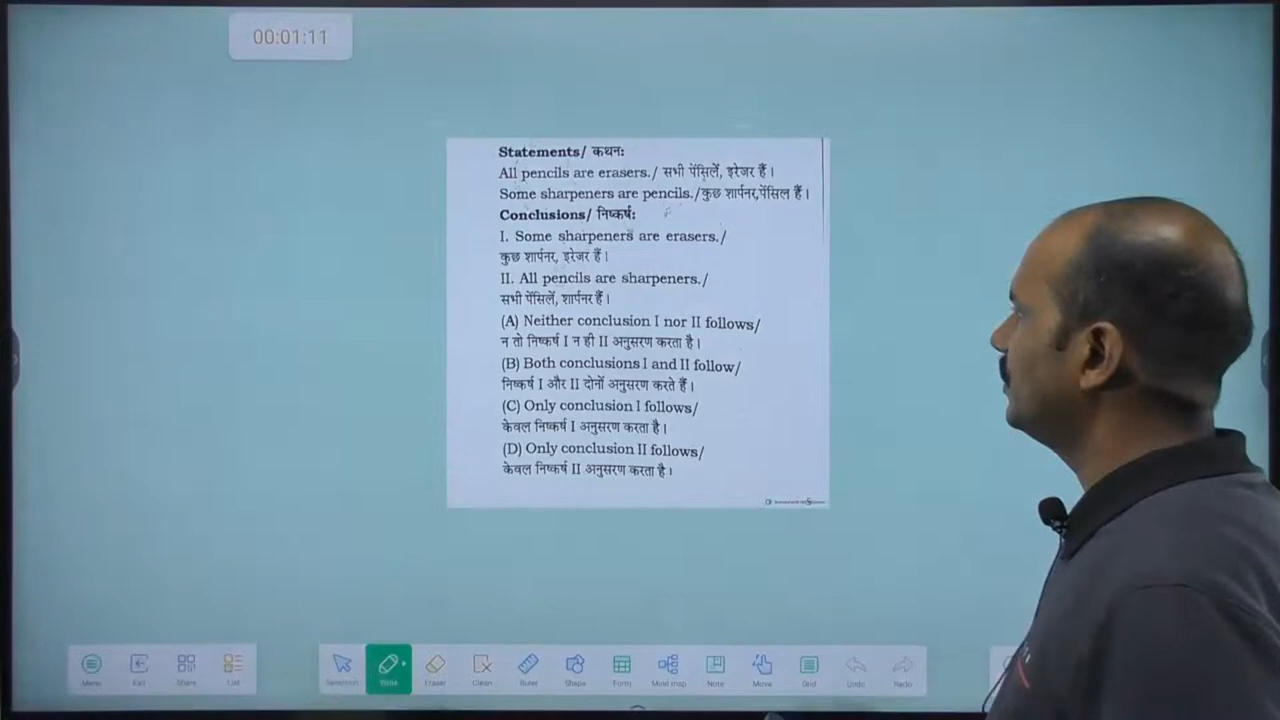 00:01:11
Statements/ कथन:
All pencils are erasers./ सभी पेंसिलें, इरेजर हैं।
Some sharpeners are pencils./कुछ शार्पनर,पेंसिल हैं।
Conclusions/ निष्कर्ष:
I. Some sharpeners are erasers./
कुछ शार्पनर, इरेजर हैं।
II. All pencils are sharpeners./
सभी पेंसिलें, शार्पनर हैं।
(A) Neither conclusion I nor II follows/
न तो निष्कर्ष I न ही II अनुसरण करता है।
(B) Both conclusions I and II follow/
निष्कर्ष I और II दोनों अनुसरण करते हैं।
(C) Only conclusion I follows/
केवल निष्कर्ष I अनुसरण करता है।
(D) Only conclusion II follows/
केवल निष्कर्ष II अनुसरण करता है।
Menu Exit Share List Selection Write Eraser Clean Ruler Shape Form Mind map Note Move Grid Undo Redo